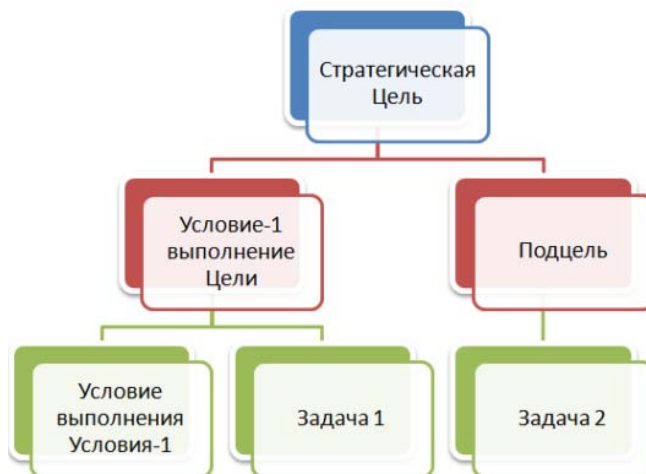 Стратегическая
Цель
Условие-1
выполнение
Цели
Подцель
Условие
выполнения
Условия-1
Задача 1
Задача 2